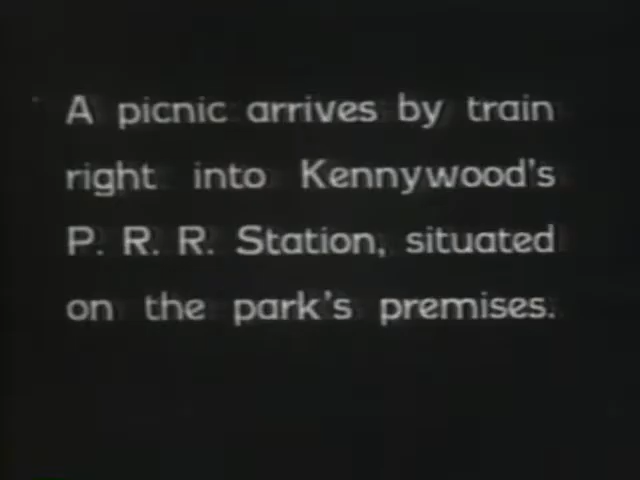 A picnic arrives by train
right into Kennywood's
P. R. R. Station, situated
on the park's premises.